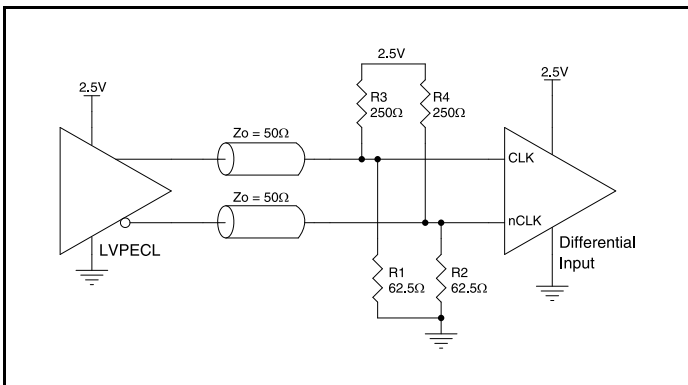 2.5V
2.5V
2.5V
R3
250Ω
R4
250Ω
Zo = 50Ω
CLK
Zo = 50Ω
nCLK
LVPECL
Differential
Input
R1
62.5Ω
R2
62.5Ω